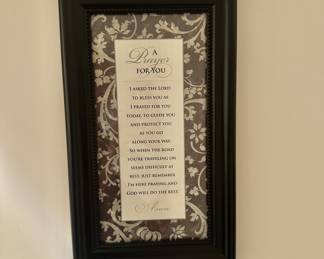 A
Prayer
FOR YOU
I ASKED THE LORD
TO BLESS YOU AS
I PRAYED FOR YOU
TODAY, TO GUIDE YOU
AND PROTECT YOU
AS YOU GO
ALONG YOUR WAY.
SO WHEN THE ROAD
YOU'RE TRAVELING ON
SEEMS DIFFICULT AT
BEST, JUST REMEMBER
I'M HERE PRAYING AND
GOD WILL DO THE REST.
Amen